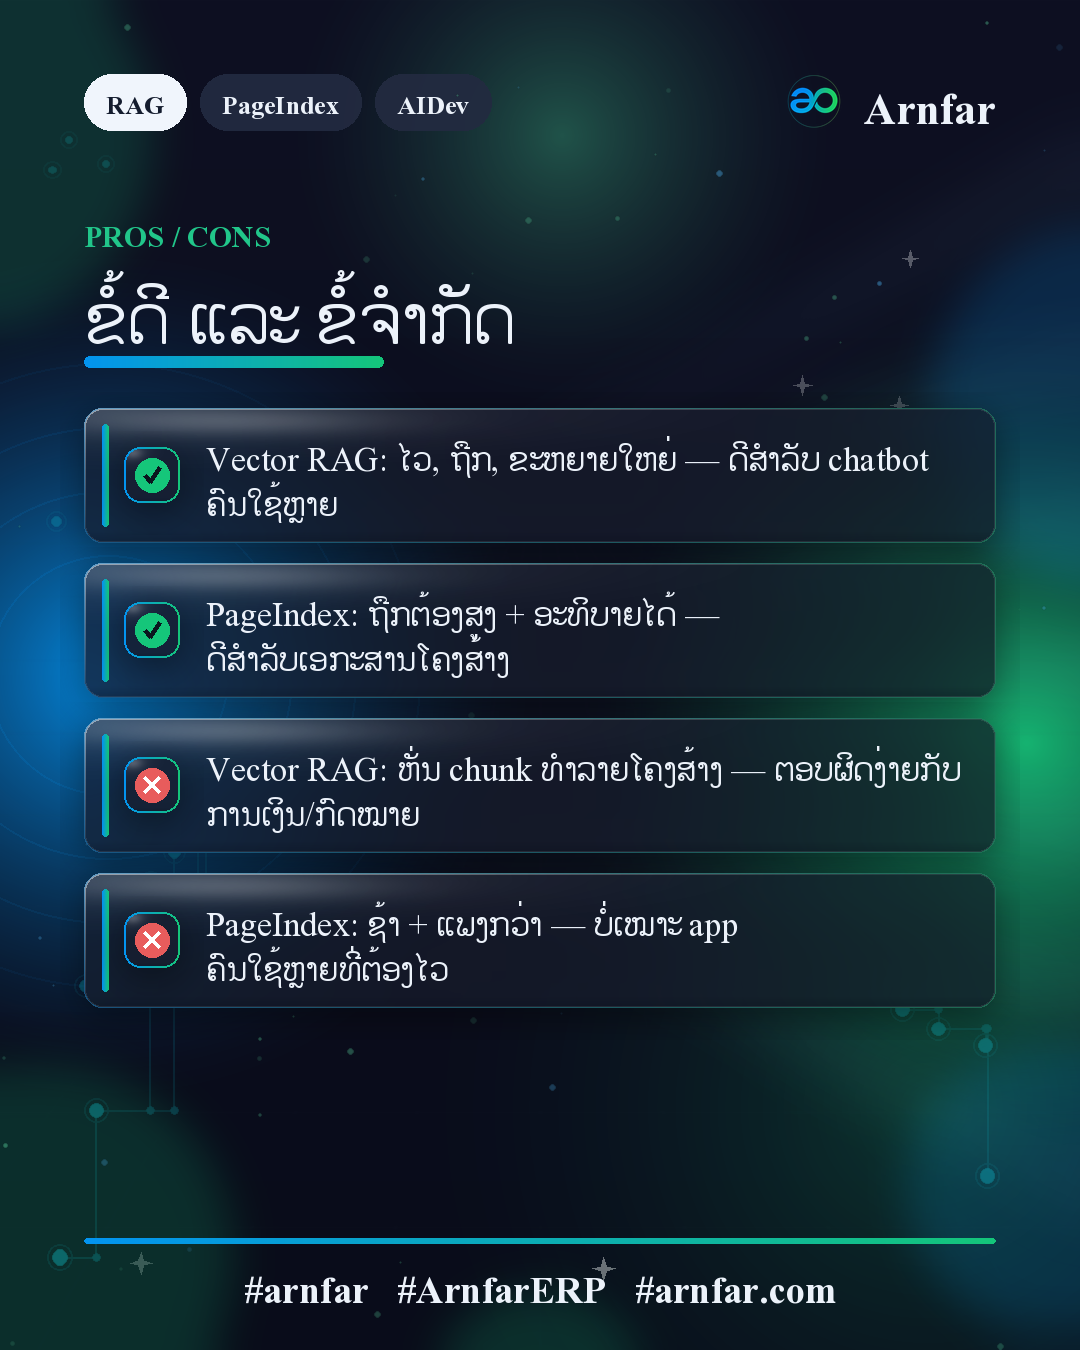 RAG PageIndex AIDev
Arnfar
PROS / CONS
ຂໍ້ດີ ແລະ ຂໍ້ຈຳກັດ
Vector RAG: ໄວ, ຖືກ, ຂະຫຍາຍໃຫຍ່ — ດີສຳລັບ chatbot
ຄົນໃຊ້ຫຼາຍ
PageIndex: ຖືກຕ້ອງສູງ + ອະທິບາຍໄດ້ —
ດີສຳລັບເອກະສານໂຄງສ້າງ
Vector RAG: ຫັ່ນ chunk ທຳລາຍໂຄງສ້າງ — ຕອບຜິດງ່າຍກັບ
ການເງິນ/ກົດໝາຍ
PageIndex: ຊ້າ + ແພງກວ່າ — ບໍ່ເໝາະ app
ຄົນໃຊ້ຫຼາຍທີ່ຕ້ອງໄວ
#arnfar #ArnfarERP #arnfar.com